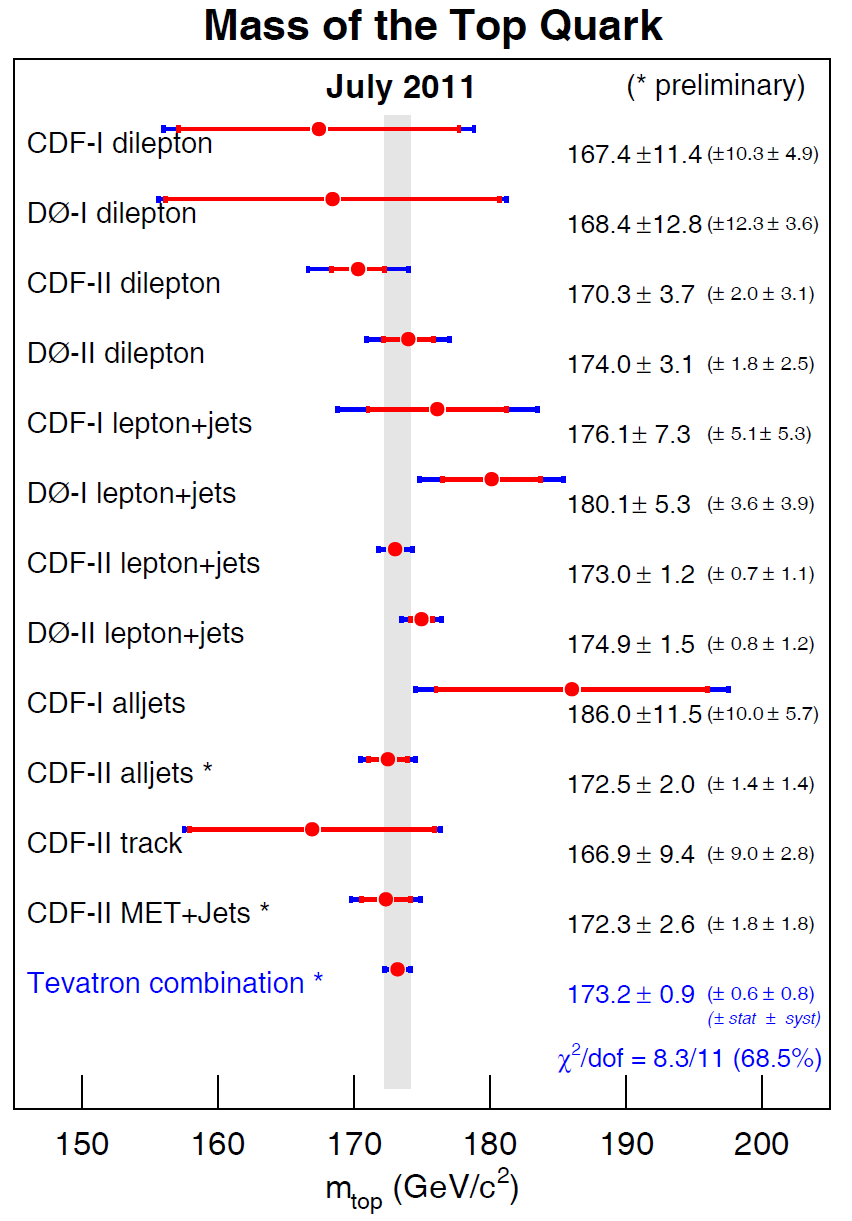 Mass of the Top Quark
July 2011 (* preliminary)
CDF-I dilepton 167.4 ±11.4 (±10.3 ± 4.9)
DØ-I dilepton 168.4 ±12.8 (±12.3 ± 3.6)
CDF-II dilepton 170.3 ± 3.7 (± 2.0 ± 3.1)
DØ-II dilepton 174.0 ± 3.1 (± 1.8 ± 2.5)
CDF-I lepton+jets 176.1 ± 7.3 (± 5.1 ± 5.3)
DØ-I lepton+jets 180.1 ± 5.3 (± 3.6 ± 3.9)
CDF-II lepton+jets 173.0 ± 1.2 (± 0.7 ± 1.1)
DØ-II lepton+jets 174.9 ± 1.5 (± 0.8 ± 1.2)
CDF-I alljets 186.0 ±11.5 (±10.0 ± 5.7)
CDF-II alljets * 172.5 ± 2.0 (± 1.4 ± 1.4)
CDF-II track 166.9 ± 9.4 (± 9.0 ± 2.8)
CDF-II MET+Jets * 172.3 ± 2.6 (± 1.8 ± 1.8)
Tevatron combination * 173.2 ± 0.9 (± 0.6 ± 0.8)
(± stat ± syst)
χ²/dof = 8.3/11 (68.5%)
150 160 170 180 190 200
m_top (GeV/c²)